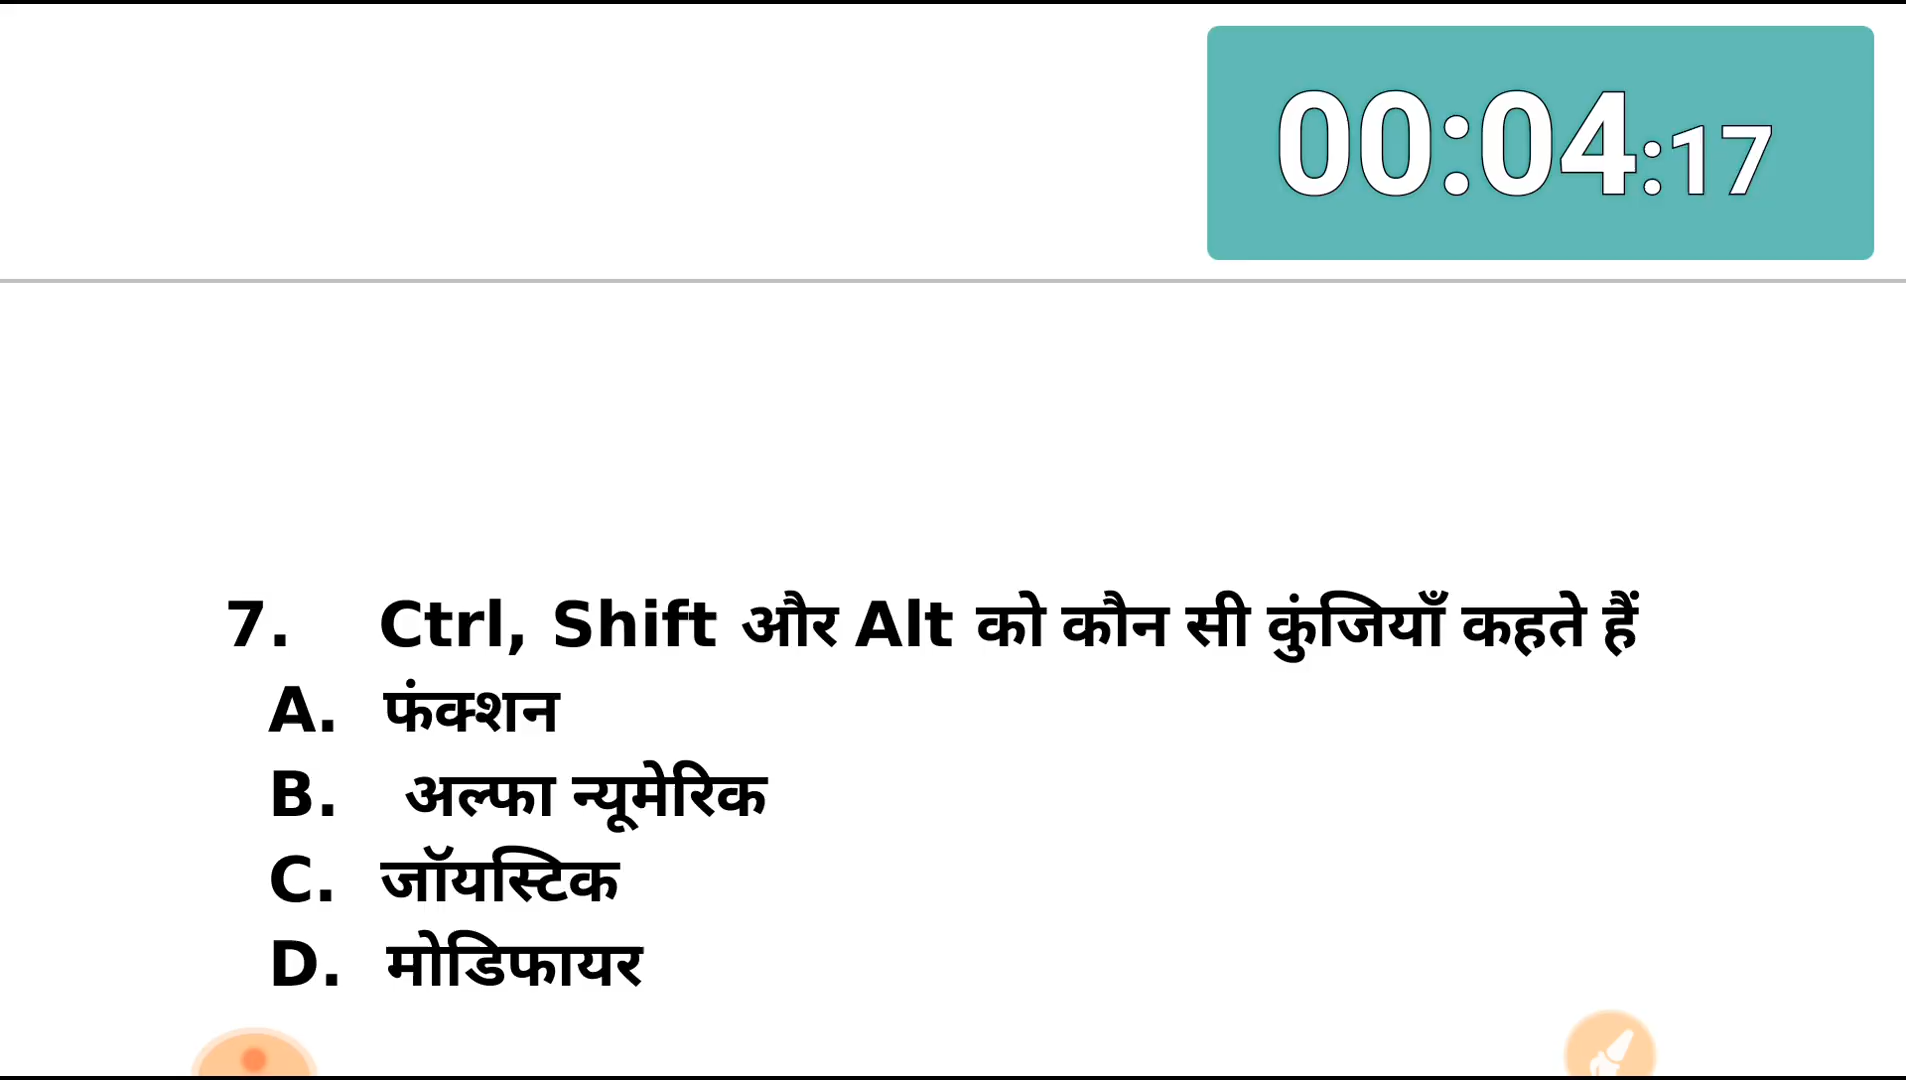 00:04:17
7. Ctrl, Shift और Alt को कौन सी कुंजियाँ कहते हैं
A. फंक्शन
B. अल्फा न्यूमेरिक
C. जॉयस्टिक
D. मोडिफायर